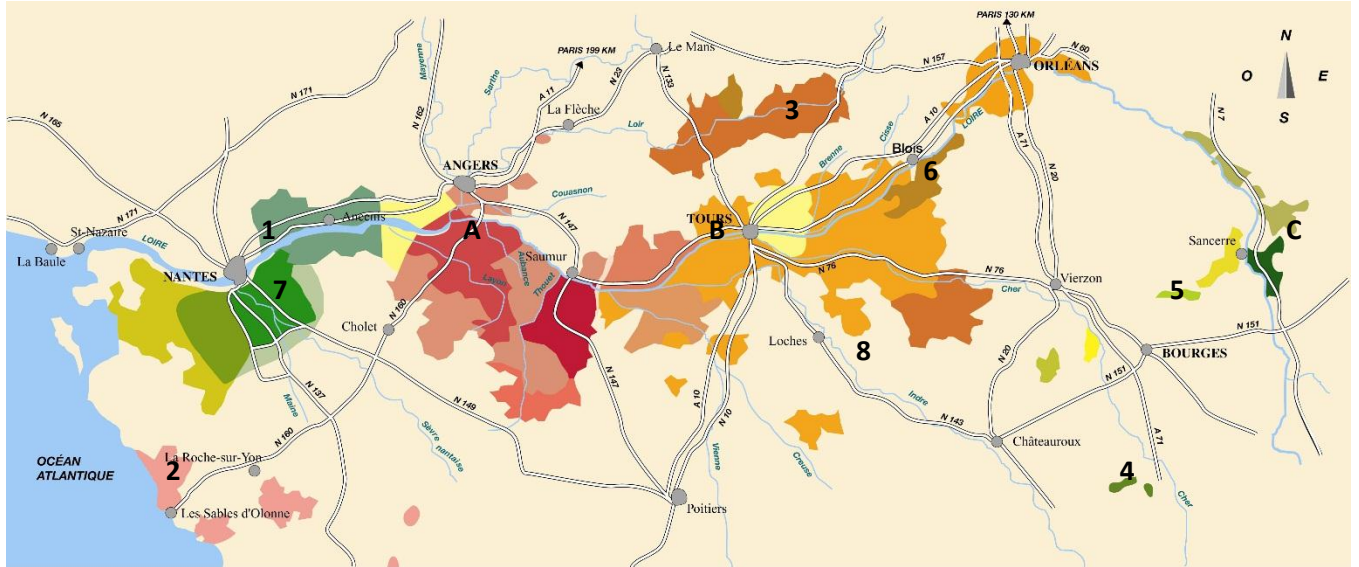 PARIS 130 KM
N
O
E
S
N 60
ORLÉANS
Le Mans
N 157
PARIS 199 KM
Mayenne
Sarthe
A 11
N 23
N 133
N 162
N 171
N 165
La Flèche
Loir
3
Cisse
A 10
LOIRE
A 71
N 20
N 7
Blois
6
Brenne
ANGERS
Couasnon
1
Ancenis
A
N 147
TOURS
B
N 171
St-Nazaire
La Baule
LOIRE
NANTES
7
Saumur
Aubance
Layon
Thouet
N 76
N 76
Cher
Vierzon
Sancerre
C
5
Cholet
N 160
Loches
8
N 20
N 151
BOURGES
N 151
N 137
Maine
N 149
Sèvre
nantaise
N 147
A 10
N 10
Indre
N 143
Châteauroux
A 71
OCÉAN
ATLANTIQUE
2
La Roche-sur-Yon
N 160
Les Sables d'Olonne
Vienne
Creuse
Poitiers
4
Cher